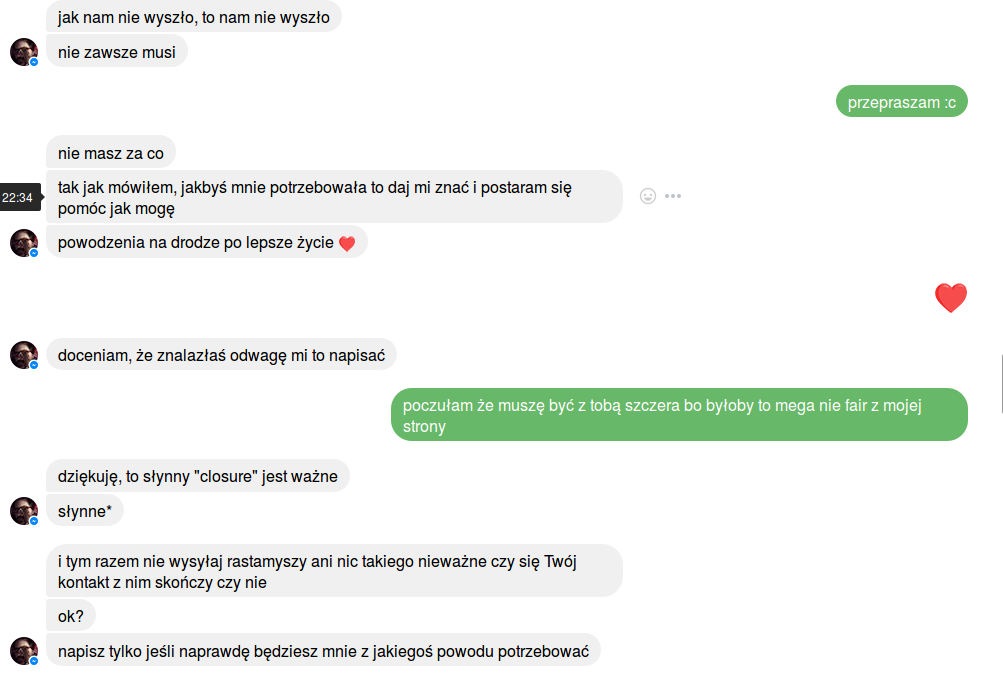 jak nam nie wyszło, to nam nie wyszło
nie zawsze musi
przepraszam :c
nie masz za co
22:34
tak jak mówiłem, jakbyś mnie potrzebowała to daj mi znać i postaram się
pomóc jak mogę
powodzenia na drodze po lepsze życie ❤️
❤️
doceniam, że znalazłaś odwagę mi to napisać
poczułam że muszę być z tobą szczera bo byłoby to mega nie fair z mojej
strony
dziękuję, to słynny "closure" jest ważne
słynne*
i tym razem nie wysyłaj rastamyszy ani nic takiego nieważne czy się Twój
kontakt z nim skończy czy nie
ok?
napisz tylko jeśli naprawdę będziesz mnie z jakiegoś powodu potrzebować